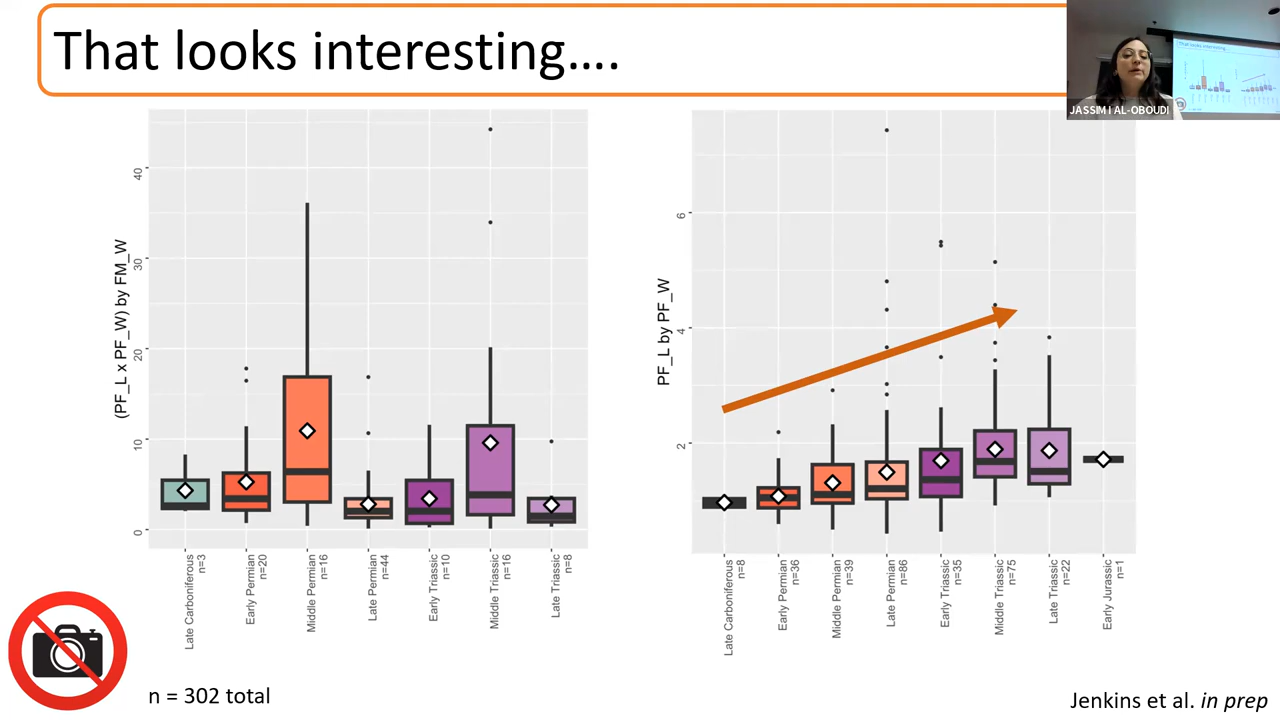 That looks interesting....
JASSIM I AL-OBOUDI
(PF_L x PF_W) by FM_W
40
30
20
10
0
Late Carboniferous
n=3
Early Permian
n=20
Middle Permian
n=16
Late Permian
n=44
Early Triassic
n=10
Middle Triassic
n=16
Late Triassic
n=8
PF_L by PF_W
6
4
2
Late Carboniferous
n=8
Early Permian
n=36
Middle Permian
n=39
Late Permian
n=86
Early Triassic
n=35
Middle Triassic
n=75
Late Triassic
n=22
Early Jurassic
n=1
n = 302 total
Jenkins et al. in prep